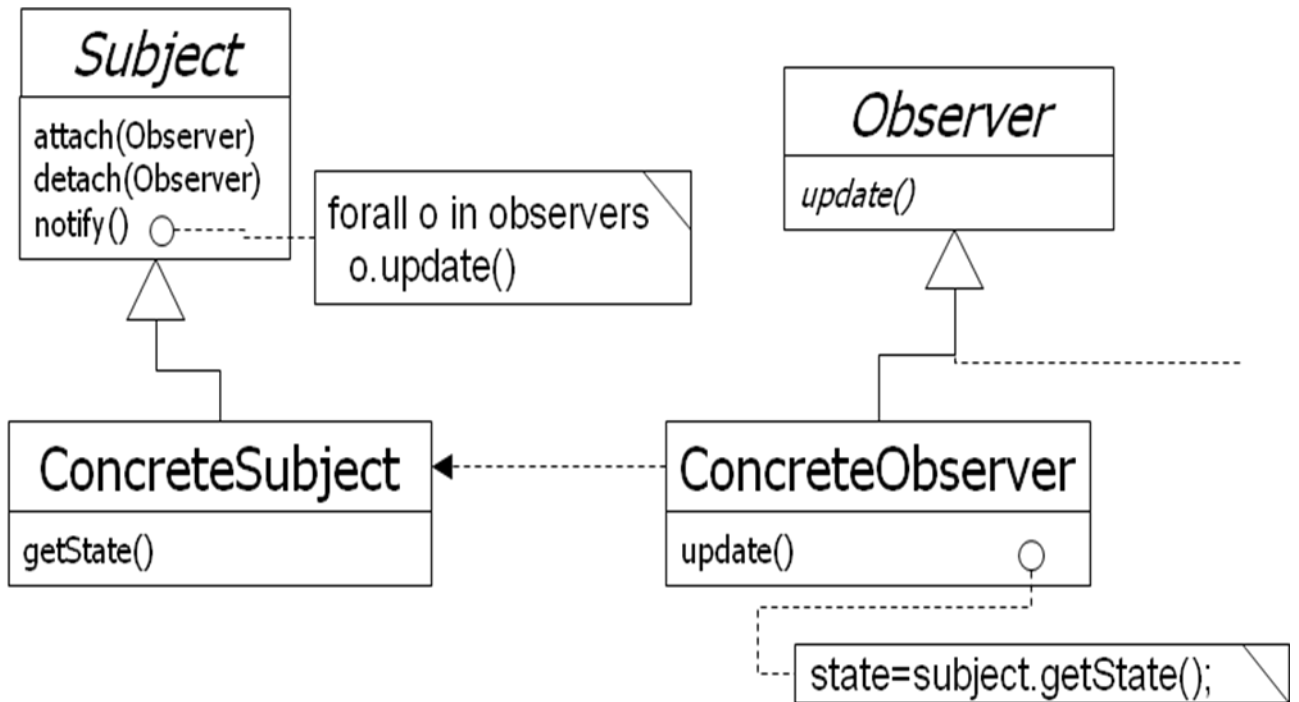 Subject
attach(Observer)
detach(Observer)
notify()
forall o in observers
o.update()
Observer
update()
ConcreteSubject
getState()
ConcreteObserver
update()
state=subject.getState();